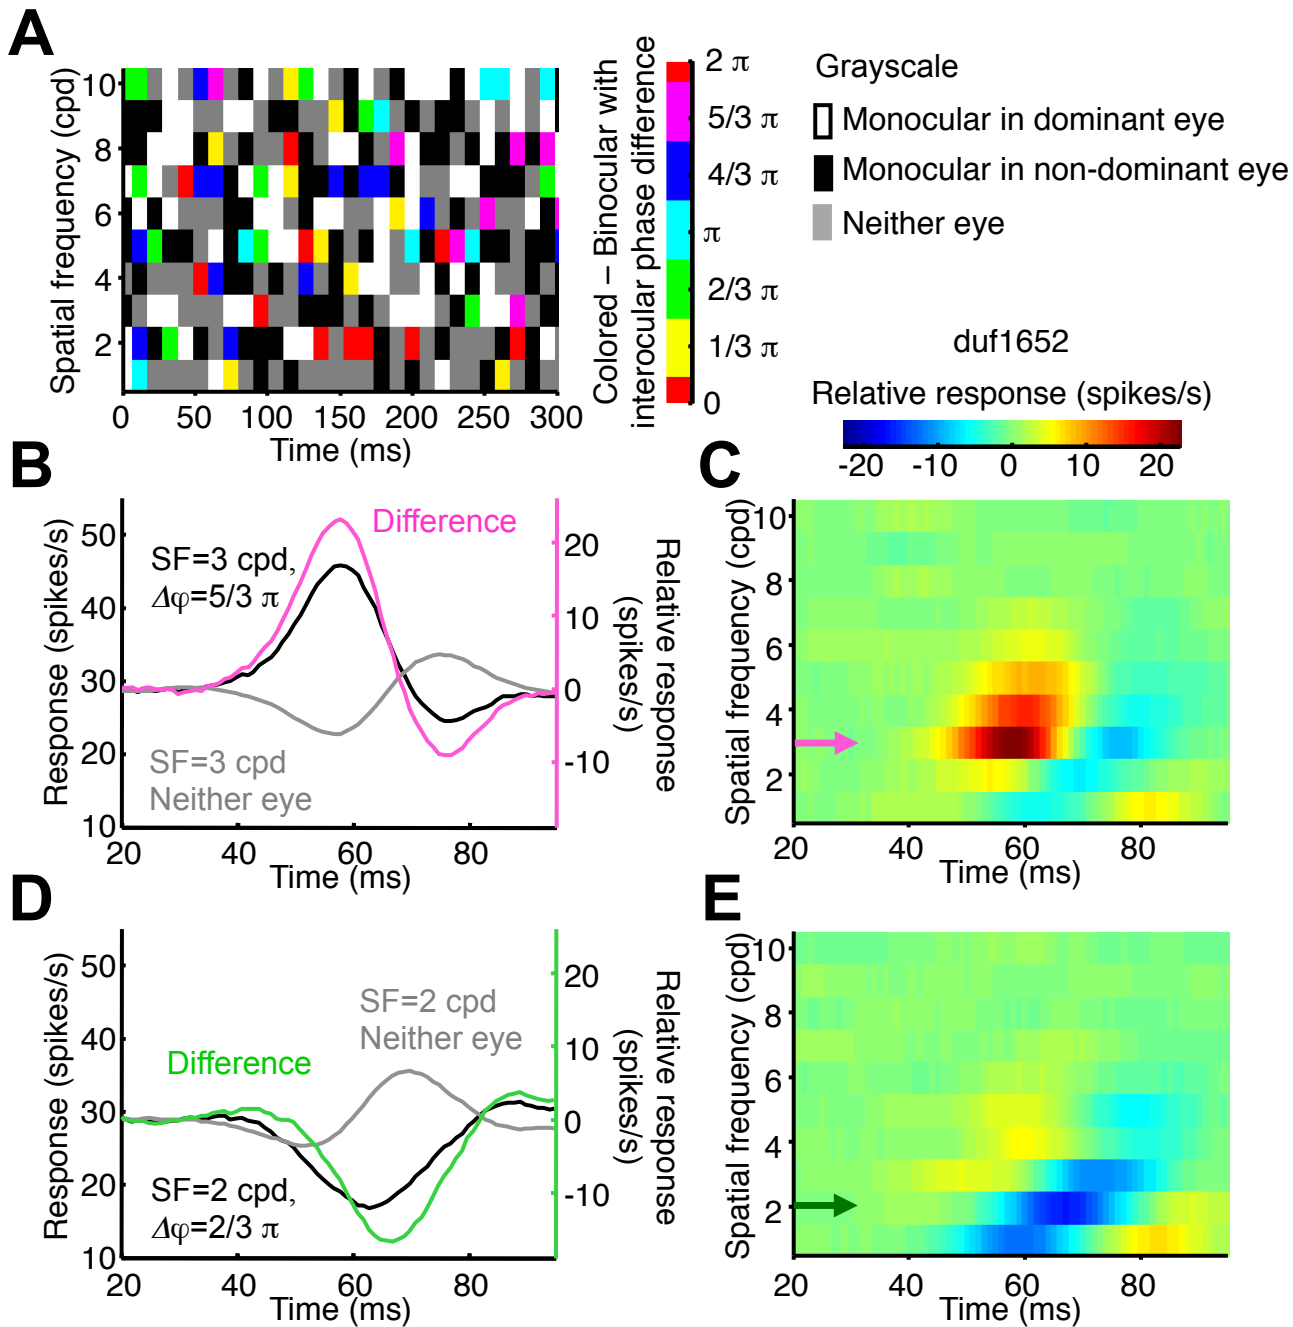 A
Spatial frequency (cpd)
10
8
6
4
2
0 50 100 150 200 250 300
Time (ms)
Colored – Binocular with
interocular phase difference
2 π
5/3 π
4/3 π
π
2/3 π
1/3 π
0
Grayscale
Monocular in dominant eye
Monocular in non-dominant eye
Neither eye
duf1652
Relative response (spikes/s)
-20 -10 0 10 20
B
Response (spikes/s)
50
40
30
20
10
Difference
SF=3 cpd,
Δφ=5/3 π
SF=3 cpd
Neither eye
20
10
0
-10
Relative response
(spikes/s)
20 40 60 80
Time (ms)
C
Spatial frequency (cpd)
10
8
6
4
2
20 40 60 80
Time (ms)
D
Response (spikes/s)
50
40
30
20
10
SF=2 cpd
Neither eye
Difference
SF=2 cpd,
Δφ=2/3 π
20
10
0
-10
Relative response
(spikes/s)
20 40 60 80
Time (ms)
E
Spatial frequency (cpd)
10
8
6
4
2
20 40 60 80
Time (ms)